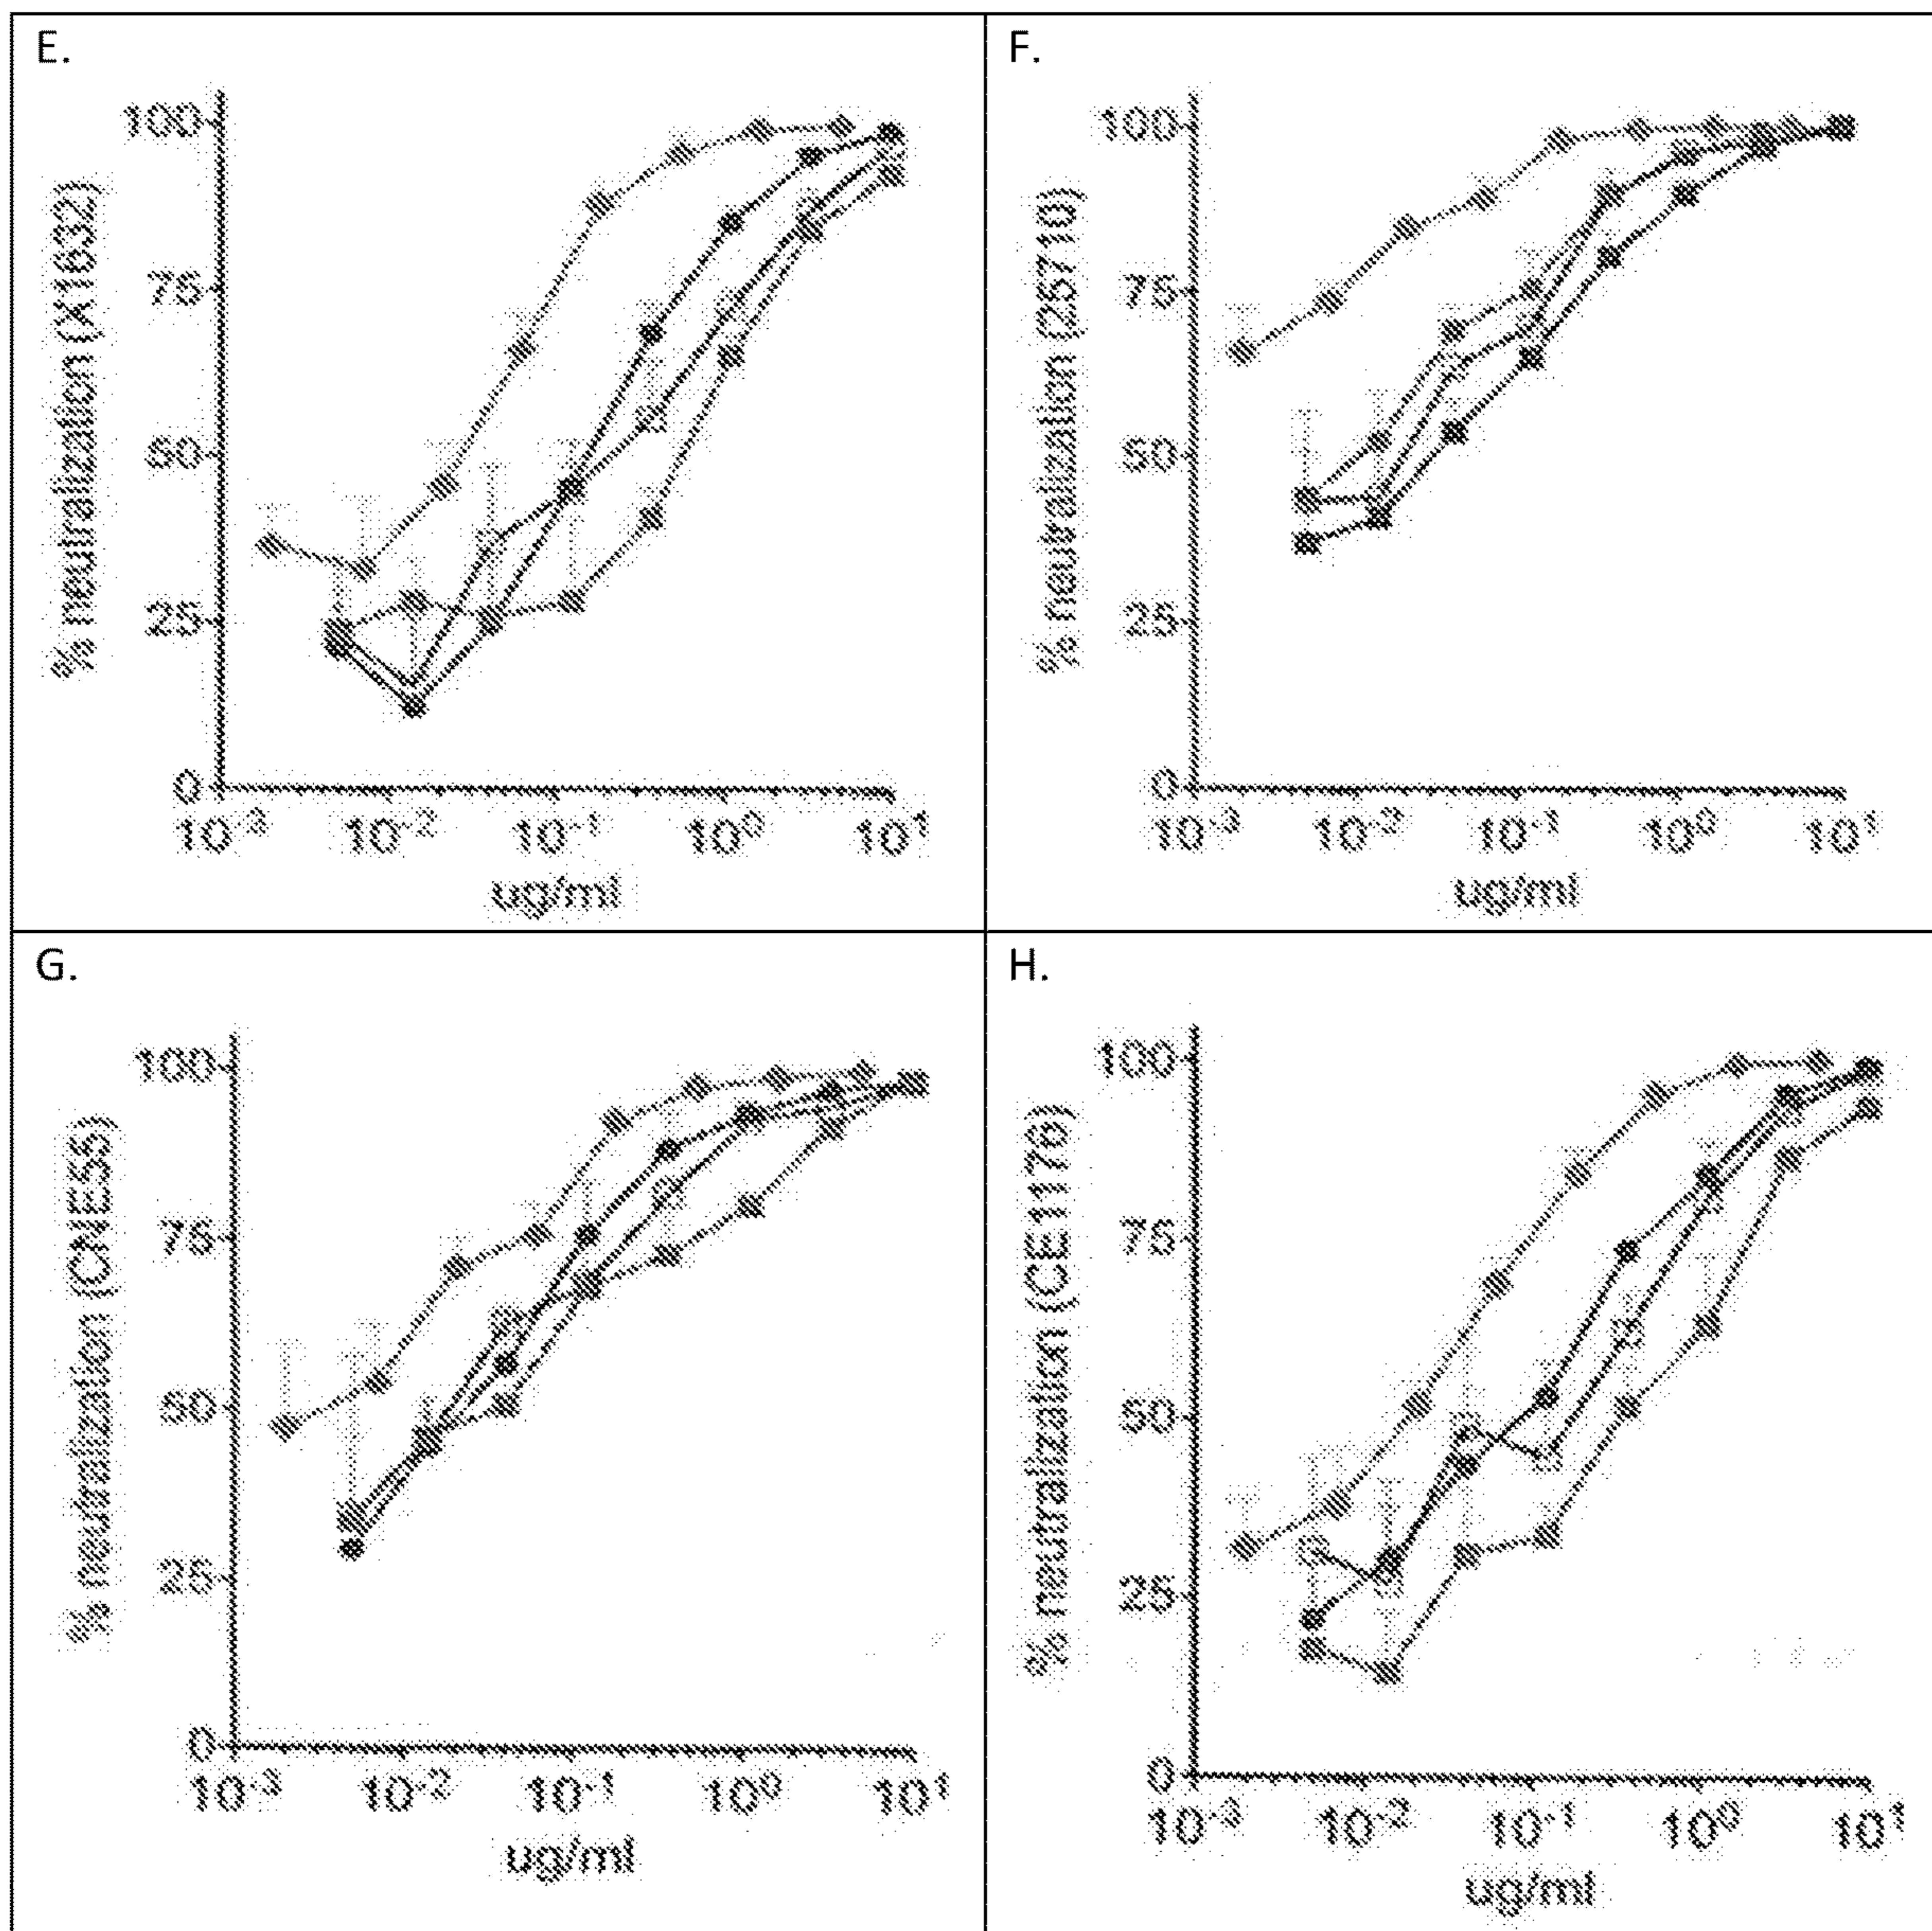 E.
% neutralization (X1632)
100
75
50
25
0
10-3 10-2 10-1 100 101
ug/ml
F.
% neutralization (25710)
100
75
50
25
0
10-3 10-2 10-1 100 101
ug/ml
G.
% neutralization (CNE55)
100
75
50
25
0
10-3 10-2 10-1 100 101
ug/ml
H.
% neutralization (CE1176)
100
75
50
25
0
10-3 10-2 10-1 100 101
ug/ml